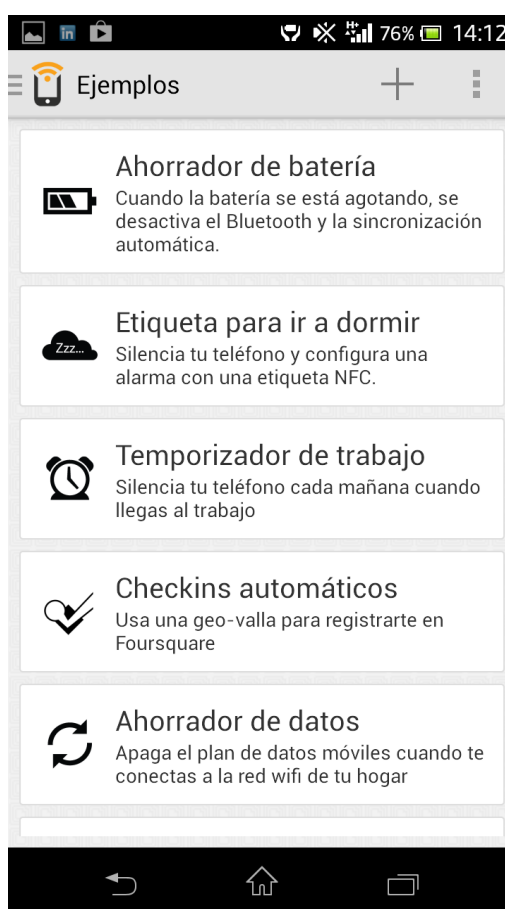 in H+ 76% 14:12
Ejemplos
Ahorrador de batería
Cuando la batería se está agotando, se
desactiva el Bluetooth y la sincronización
automática.
Zzz...
Etiqueta para ir a dormir
Silencia tu teléfono y configura una
alarma con una etiqueta NFC.
Temporizador de trabajo
Silencia tu teléfono cada mañana cuando
llegas al trabajo
Checkins automáticos
Usa una geo-valla para registrarte en
Foursquare
Ahorrador de datos
Apaga el plan de datos móviles cuando te
conectas a la red wifi de tu hogar